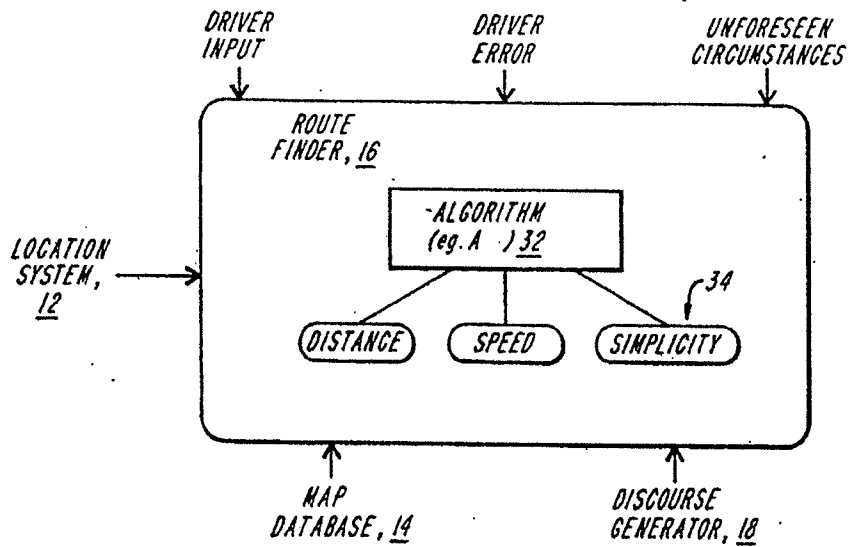 DRIVER
INPUT
DRIVER
ERROR
UNFORESEEN
CIRCUMSTANCES
ROUTE
FINDER, 16
-ALGORITHM
(eg. A ) 32
LOCATION
SYSTEM,
12
34
DISTANCE
SPEED
SIMPLICITY
MAP
DATABASE, 14
DISCOURSE
GENERATOR, 18